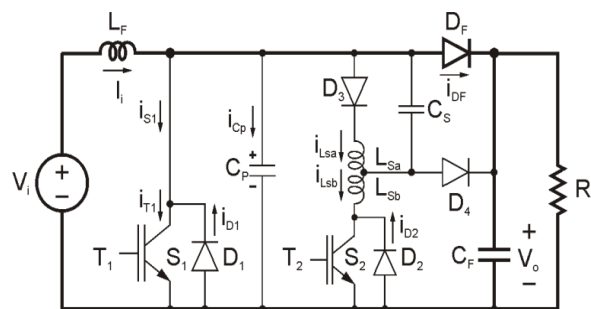 L_F
D_F
I_i
i_S1
i_Cp
D_3
C_S
i_DF
i_Lsa
L_Sa
V_i
+
−
i_T1
i_D1
C_P
+
−
i_Lsb
L_Sb
D_4
R
i_D2
T_1
S_1
D_1
T_2
S_2
D_2
C_F
+
V_o
−